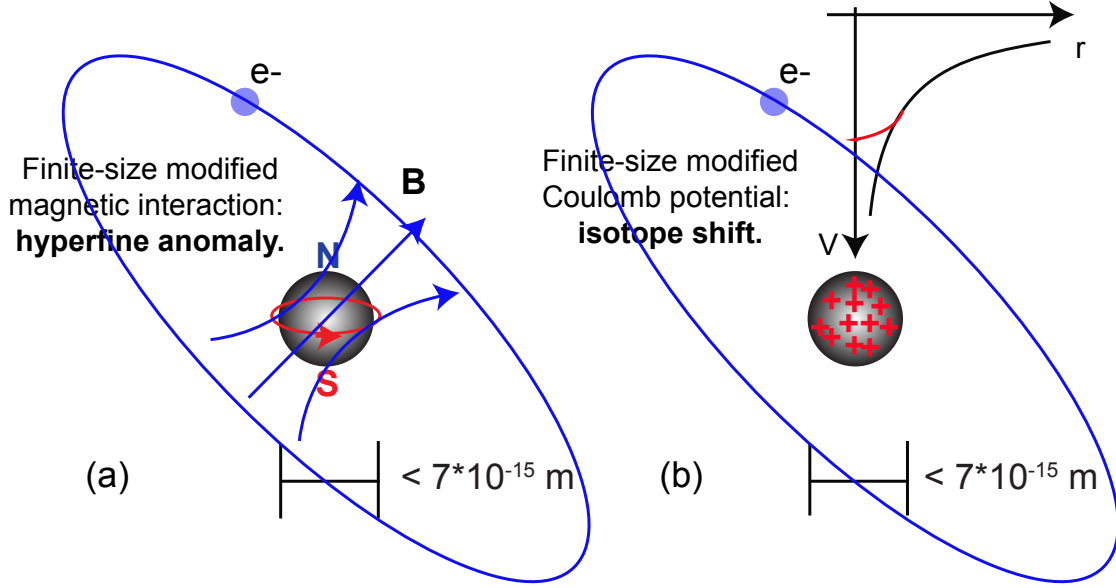 e-
Finite-size modified
magnetic interaction:
hyperfine anomaly.
B
N
S
(a)
< 7*10⁻¹⁵ m
r
e-
Finite-size modified
Coulomb potential:
isotope shift.
V
+ + + + + + + + + + + + +
(b)
< 7*10⁻¹⁵ m